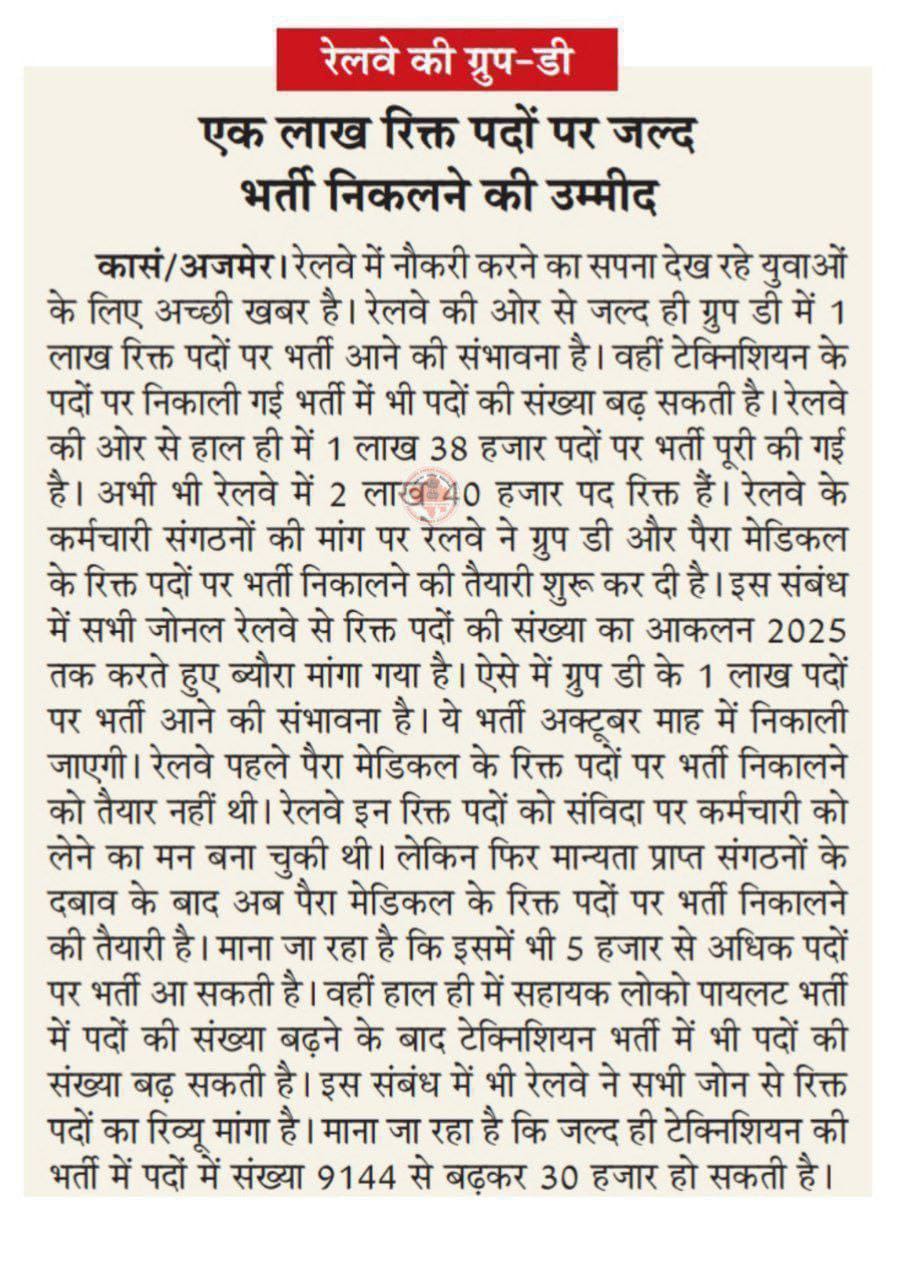 रेलवे की ग्रुप-डी
एक लाख रिक्त पदों पर जल्द
भर्ती निकलने की उम्मीद
कासं/अजमेर। रेलवे में नौकरी करने का सपना देख रहे युवाओं
के लिए अच्छी खबर है। रेलवे की ओर से जल्द ही ग्रुप डी में 1
लाख रिक्त पदों पर भर्ती आने की संभावना है। वहीं टेक्निशियन के
पदों पर निकाली गई भर्ती में भी पदों की संख्या बढ़ सकती है। रेलवे
की ओर से हाल ही में 1 लाख 38 हजार पदों पर भर्ती पूरी की गई
है। अभी भी रेलवे में 2 लाख 40 हजार पद रिक्त हैं। रेलवे के
कर्मचारी संगठनों की मांग पर रेलवे ने ग्रुप डी और पैरा मेडिकल
के रिक्त पदों पर भर्ती निकालने की तैयारी शुरू कर दी है। इस संबंध
में सभी जोनल रेलवे से रिक्त पदों की संख्या का आकलन 2025
तक करते हुए ब्यौरा मांगा गया है। ऐसे में ग्रुप डी के 1 लाख पदों
पर भर्ती आने की संभावना है। ये भर्ती अक्टूबर माह में निकाली
जाएगी। रेलवे पहले पैरा मेडिकल के रिक्त पदों पर भर्ती निकालने
को तैयार नहीं थी। रेलवे इन रिक्त पदों को संविदा पर कर्मचारी को
लेने का मन बना चुकी थी। लेकिन फिर मान्यता प्राप्त संगठनों के
दबाव के बाद अब पैरा मेडिकल के रिक्त पदों पर भर्ती निकालने
की तैयारी है। माना जा रहा है कि इसमें भी 5 हजार से अधिक पदों
पर भर्ती आ सकती है। वहीं हाल ही में सहायक लोको पायलट भर्ती
में पदों की संख्या बढ़ने के बाद टेक्निशियन भर्ती में भी पदों की
संख्या बढ़ सकती है। इस संबंध में भी रेलवे ने सभी जोन से रिक्त
पदों का रिव्यू मांगा है। माना जा रहा है कि जल्द ही टेक्निशियन की
भर्ती में पदों में संख्या 9144 से बढ़कर 30 हजार हो सकती है।